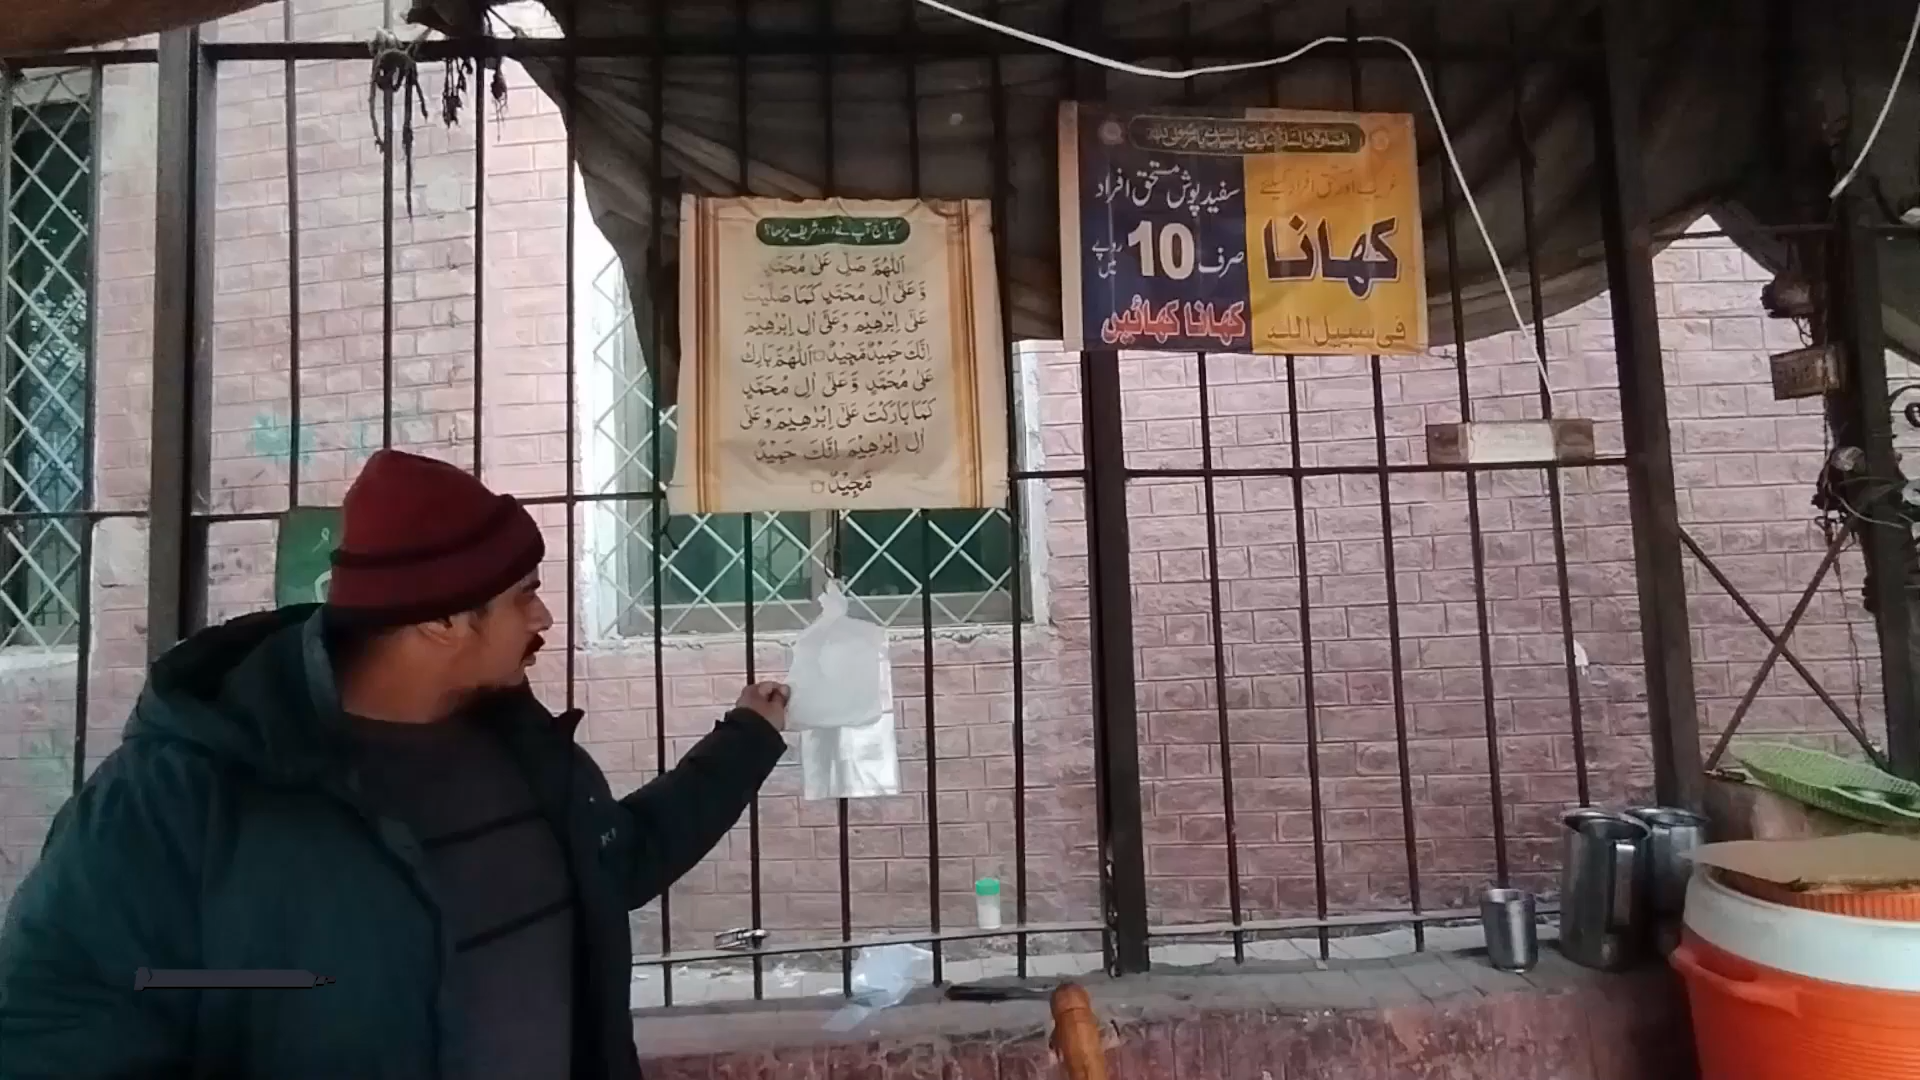 کیا آج آپ نے درود شریف پڑھا؟
اَللّٰهُمَّ صَلِّ عَلٰی مُحَمَّدٍ
وَّ عَلٰۤی اٰلِ مُحَمَّدٍ کَمَا صَلَّیْتَ
عَلٰۤی اِبْرٰهِیْمَ وَ عَلٰۤی اٰلِ اِبْرٰهِیْمَ
اِنَّكَ حَمِیْدٌ مَّجِیْدٌ اَللّٰهُمَّ بَارِكْ
عَلٰی مُحَمَّدٍ وَّ عَلٰۤی اٰلِ مُحَمَّدٍ
کَمَا بَارَکْتَ عَلٰۤی اِبْرٰهِیْمَ وَ عَلٰۤی
اٰلِ اِبْرٰهِیْمَ اِنَّكَ حَمِیْدٌ
مَّجِیْدٌ
غریب اور مستحق افراد کیلئے
کھانا
فی سبیل اللہ
سفید پوش مستحق افراد
صرف 10 روپے میں
کھانا کھائیں